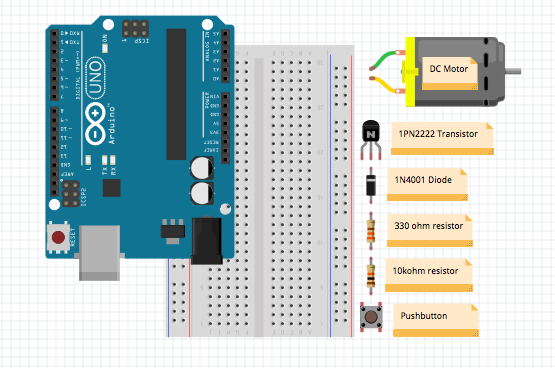 ON
ICSP
UNO
Arduino
DIGITAL (PWM~)
ANALOG IN
POWER
L
TX
RX
ICSP2
RESET
DC Motor
N
1PN2222 Transistor
1N4001 Diode
330 ohm resistor
10kohm resistor
Pushbutton